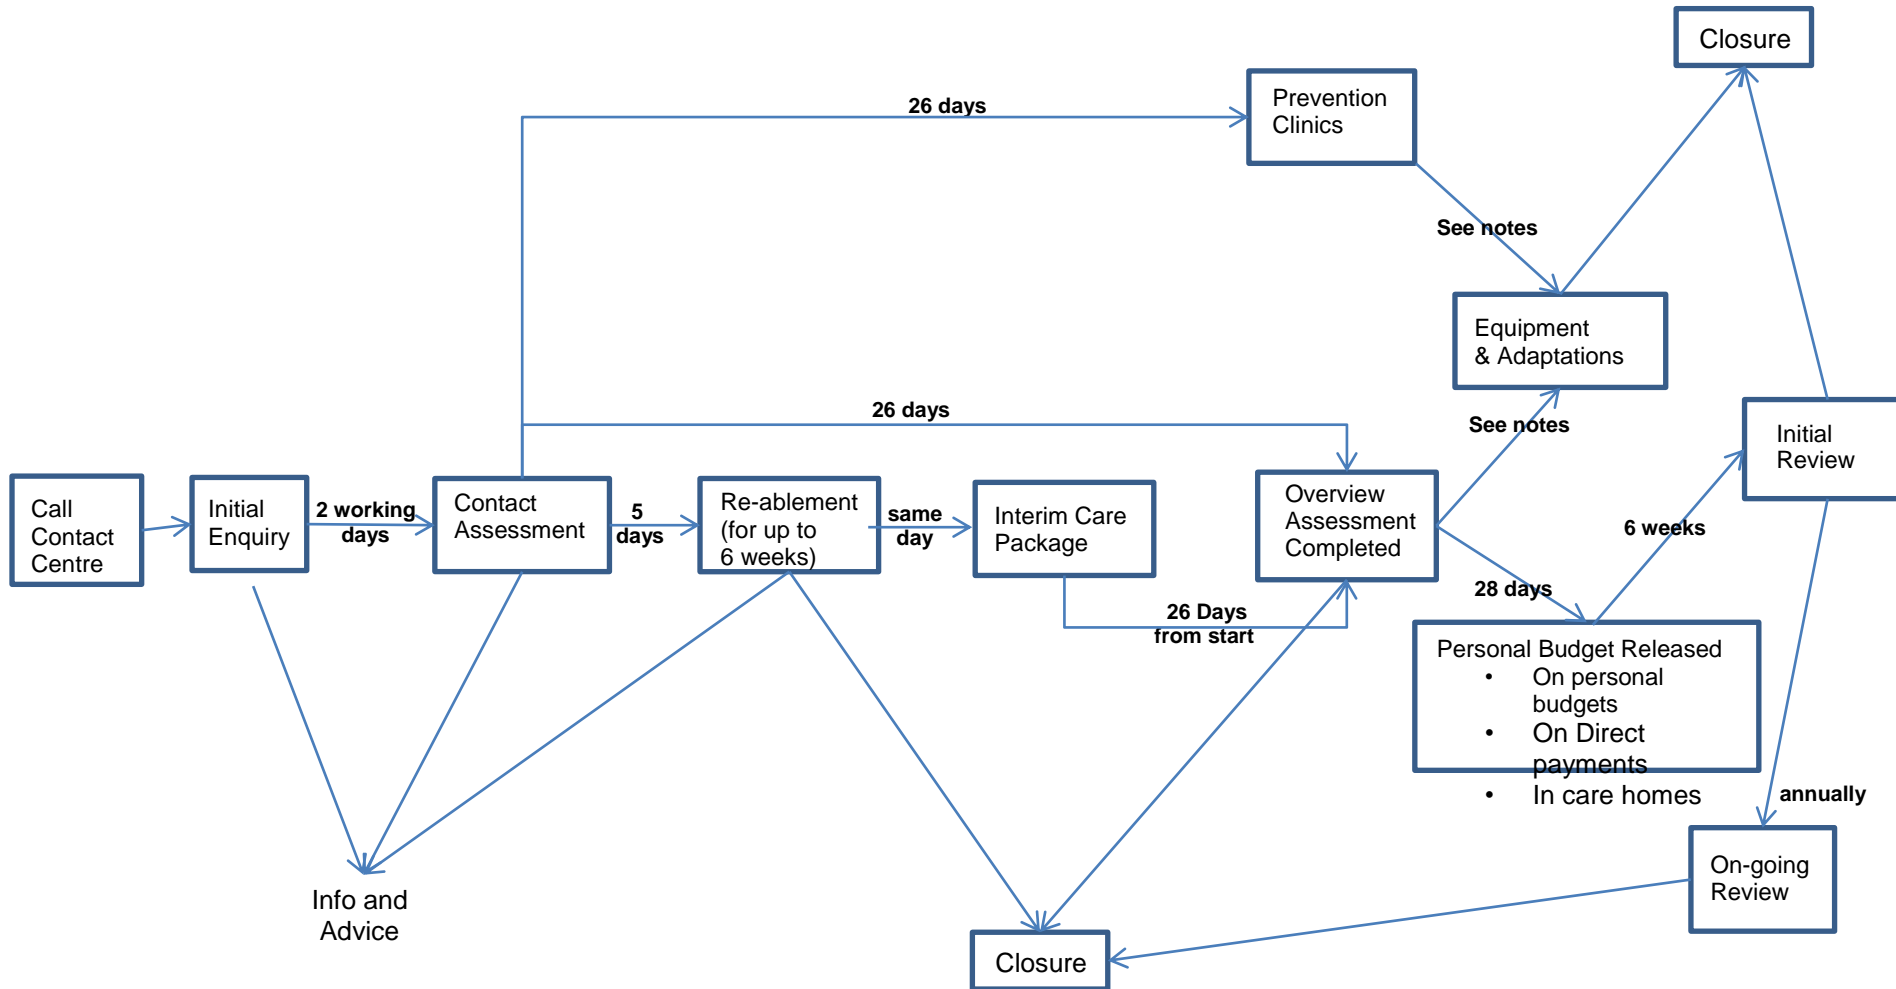 Closure
26 days
Prevention
Clinics
See notes
Equipment
& Adaptations
26 days
See notes
Initial
Review
Call
Contact
Centre
Initial
Enquiry
2 working
days
Contact
Assessment
5
days
Re-ablement
(for up to
6 weeks)
same
day
Interim Care
Package
Overview
Assessment
Completed
6 weeks
28 days
26 Days
from start
Personal Budget Released
• On personal
budgets
• On Direct
payments
• In care homes
annually
On-going
Review
Info and
Advice
Closure